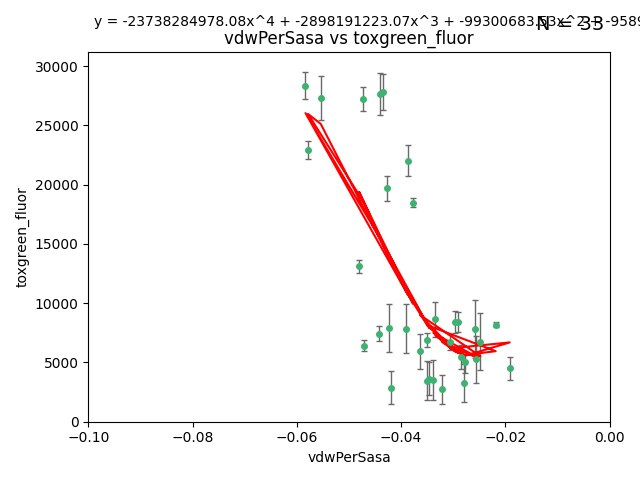 y = -23738284978.08x^4 + -2898191223.07x^3 + -99300683. x^2 + -9589
N = 33
vdwPerSasa vs toxgreen_fluor
30000
25000
20000
15000
10000
5000
0
toxgreen_fluor
−0.10 −0.08 −0.06 −0.04 −0.02 0.00
vdwPerSasa